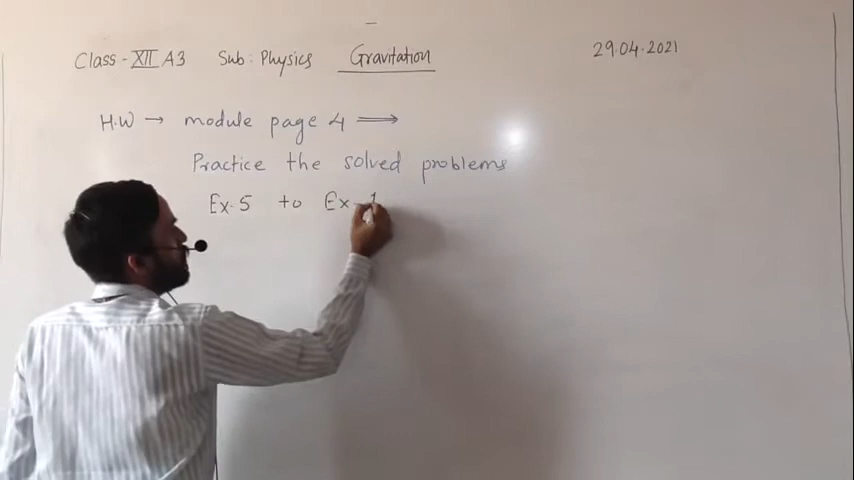 Class - XII A3 Sub: Physics Gravitation 29.04.2021
H.W → module page 4 ⟹
Practice the solved problems
Ex. 5 to Ex - 1